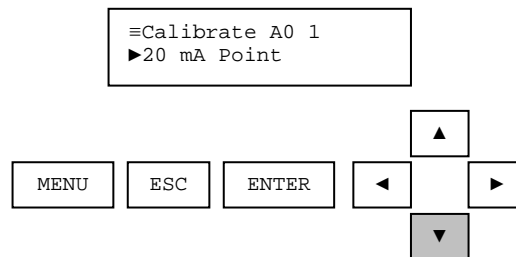 ≡Calibrate A0 1
►20 mA Point
▲
MENU ESC ENTER ◄ ►
▼